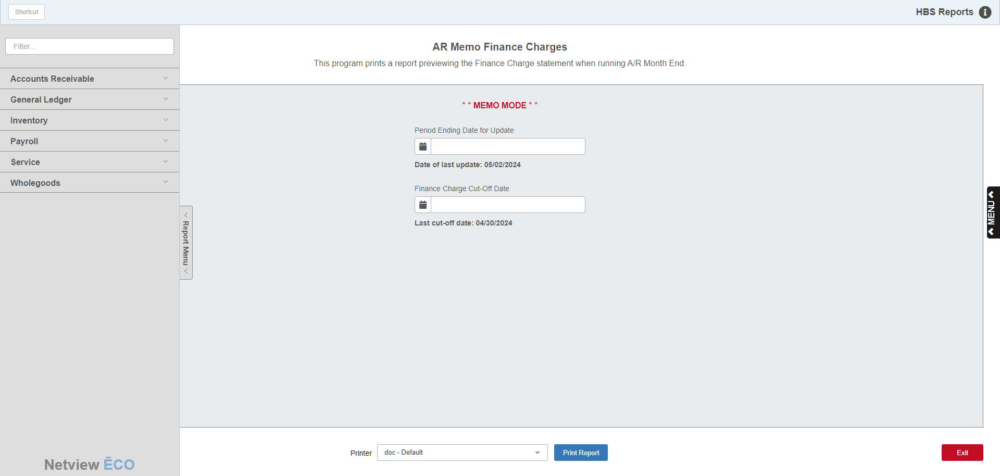 Shortcut
HBS Reports
Filter...
Accounts Receivable
General Ledger
Inventory
Payroll
Service
Wholegoods
Netview ĒCO
Report Menu
AR Memo Finance Charges
This program prints a report previewing the Finance Charge statement when running A/R Month End.
* * MEMO MODE * *
Period Ending Date for Update
Date of last update: 05/02/2024
Finance Charge Cut-Off Date
Last cut-off date: 04/30/2024
MENU
Printer
doc - Default
Print Report
Exit